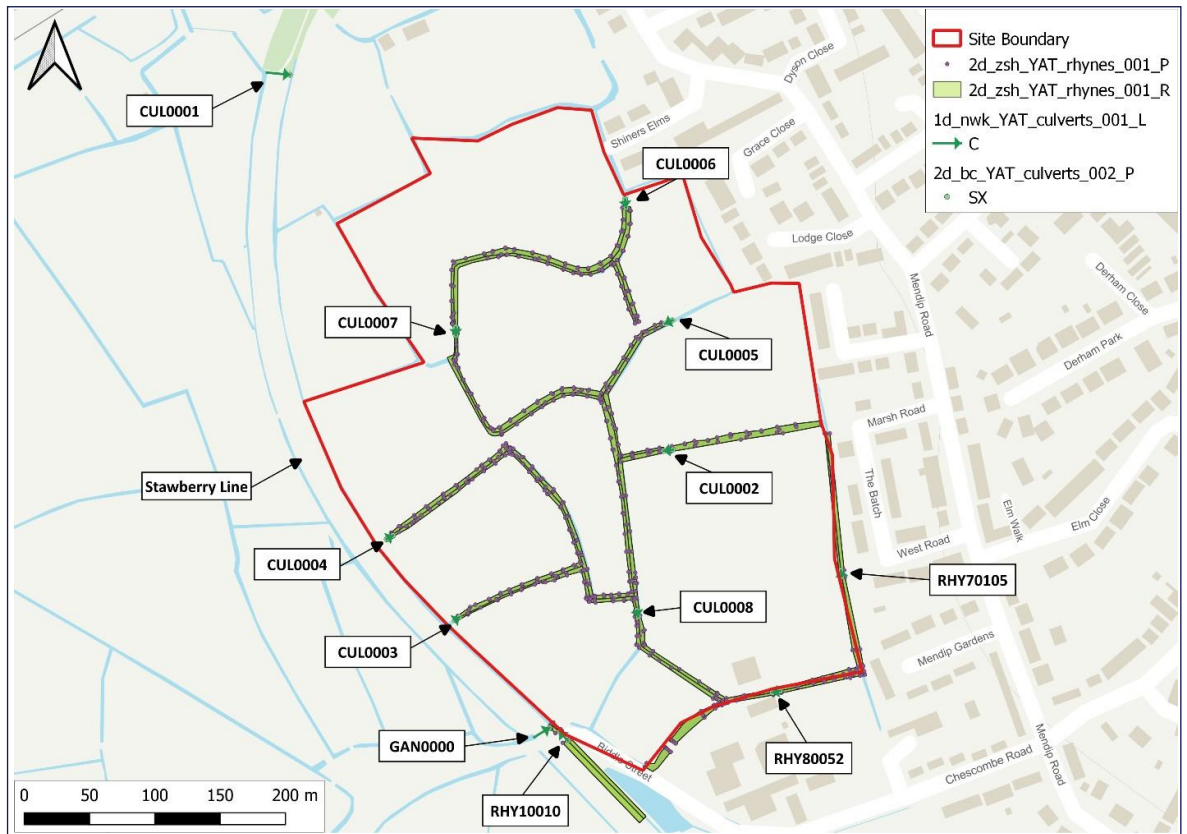 Site Boundary
2d_zsh_YAT_rhynes_001_P
2d_zsh_YAT_rhynes_001_R
1d_nwk_YAT_culverts_001_L
C
2d_bc_YAT_culverts_002_P
SX
CUL0001
Dyson Close
Shiners Elms
Grace Close
CUL0006
Lodge Close
Mendip Road
Derham Close
CUL0007
CUL0005
Derham Park
Marsh Road
Stawberry Line
CUL0002
The Batch
Elm Walk
Elm Close
West Road
CUL0004
RHY70105
CUL0008
CUL0003
Mendip Gardens
GAN0000
Biddle Street
RHY80052
Chescombe Road
Mendip Road
RHY10010
0 50 100 150 200 m